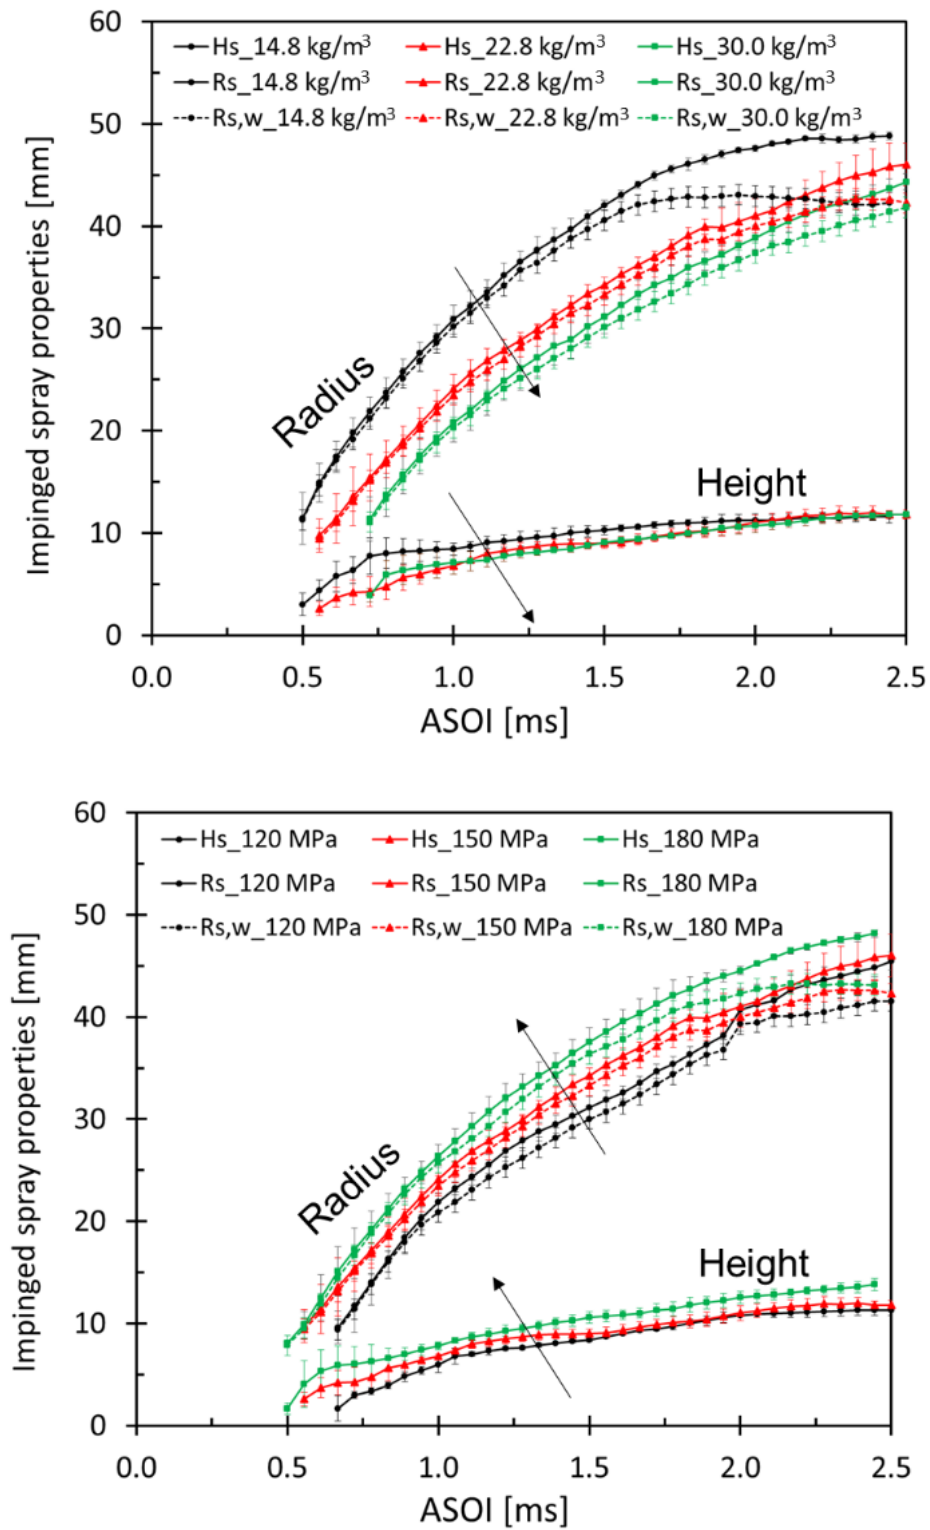 60
Hs_14.8 kg/m³ Hs_22.8 kg/m³ Hs_30.0 kg/m³
Rs_14.8 kg/m³ Rs_22.8 kg/m³ Rs_30.0 kg/m³
Rs,w_14.8 kg/m³ Rs,w_22.8 kg/m³ Rs,w_30.0 kg/m³
50
40
30
20
10
0
Impinged spray properties [mm]
Radius
Height
0.0 0.5 1.0 1.5 2.0 2.5
ASOI [ms]
60
Hs_120 MPa Hs_150 MPa Hs_180 MPa
Rs_120 MPa Rs_150 MPa Rs_180 MPa
Rs,w_120 MPa Rs,w_150 MPa Rs,w_180 MPa
50
40
30
20
10
0
Impinged spray properties [mm]
Radius
Height
0.0 0.5 1.0 1.5 2.0 2.5
ASOI [ms]